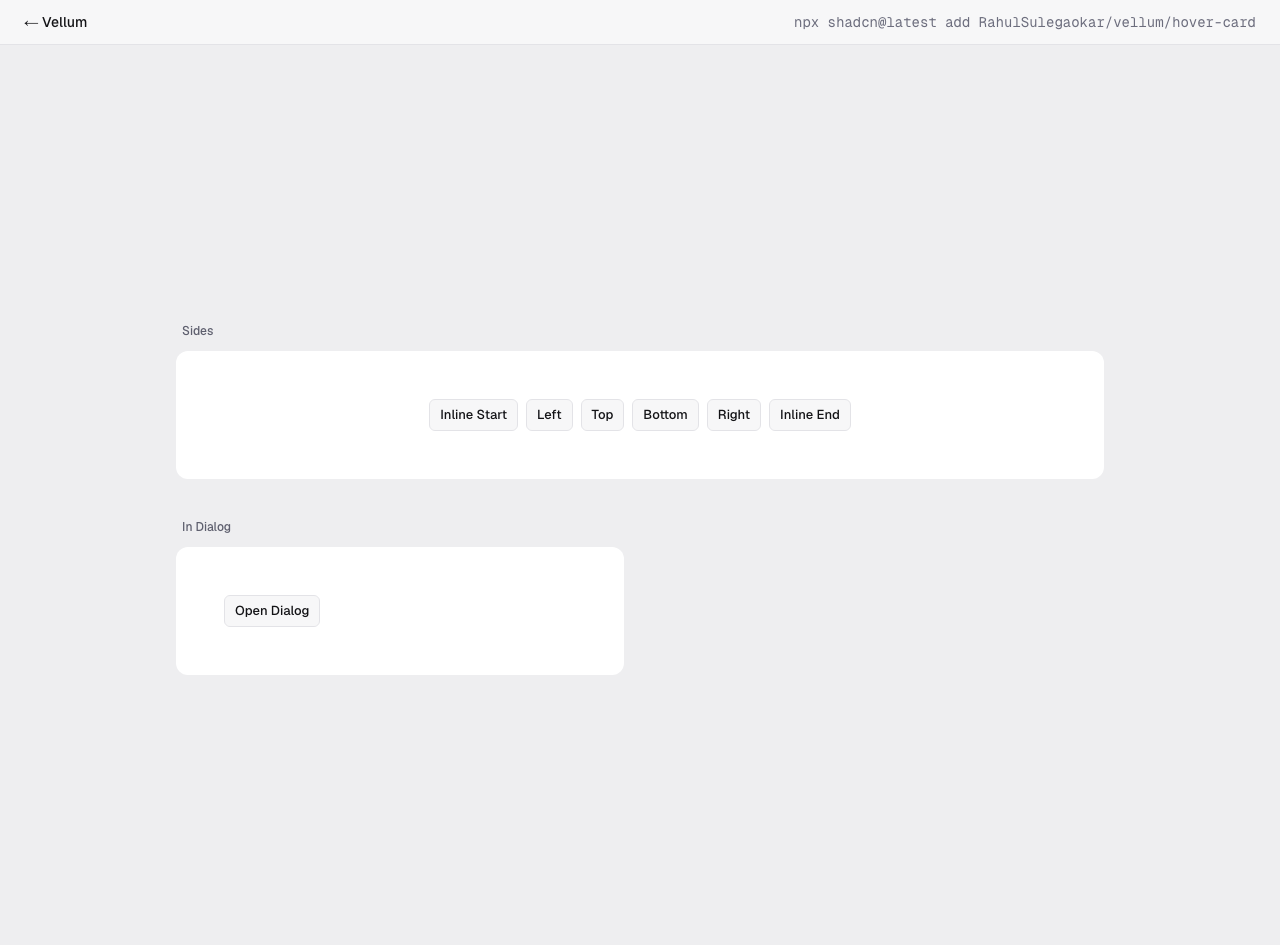 ← Vellum
npx shadcn@latest add RahulSulegaokar/vellum/hover-card
Sides
Inline Start
Left
Top
Bottom
Right
Inline End
In Dialog
Open Dialog